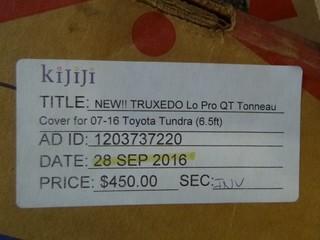 kijiji
TITLE: NEW!! TRUXEDO Lo Pro QT Tonneau
Cover for 07-16 Toyota Tundra (6.5ft)
AD ID: 1203737220
DATE: 28 SEP 2016
PRICE: $450.00 SEC: INV